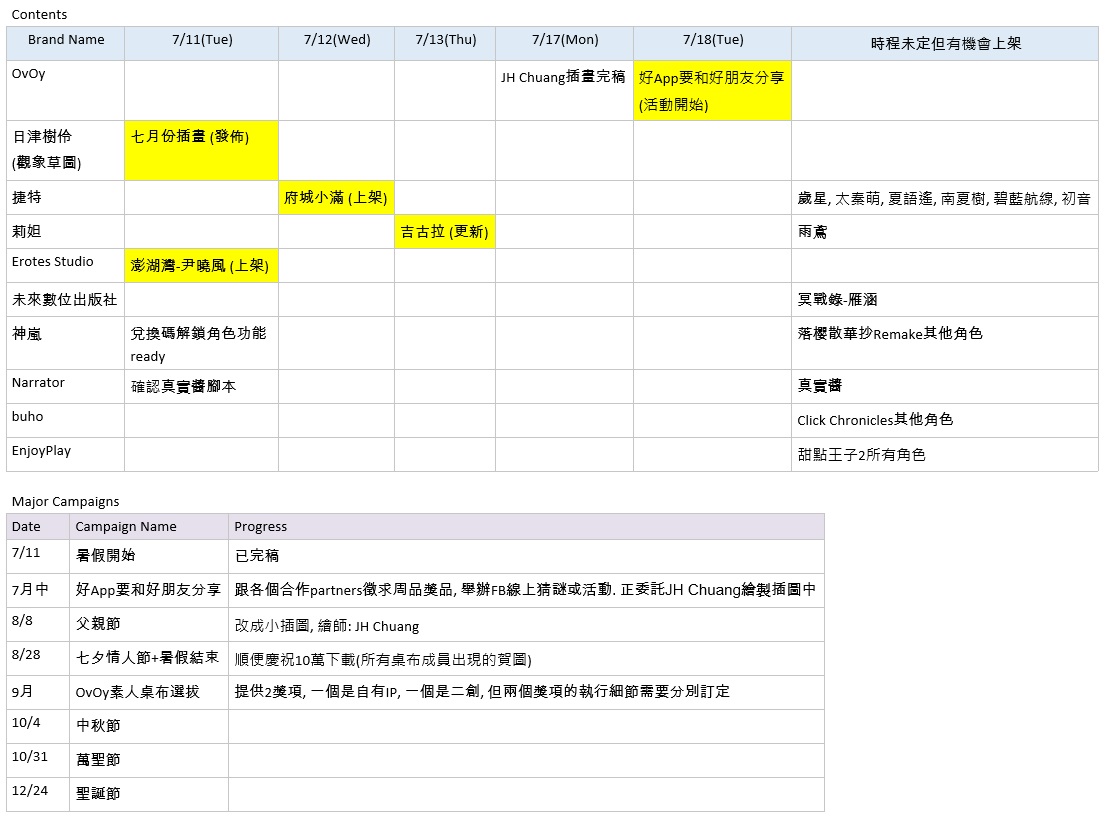 Contents
Brand Name 7/11(Tue) 7/12(Wed) 7/13(Thu) 7/17(Mon) 7/18(Tue) 時程未定但有機會上架
OvOy JH Chuang插畫完稿 好App要和好朋友分享
(活動開始)
日津樹伶 七月份插畫 (發佈)
(觀象草圖)
捷特 府城小滿 (上架) 歲星, 太秦萌, 夏語遙, 南夏樹, 碧藍航線, 初音
莉妲 吉古拉 (更新) 雨鳶
Erotes Studio 澎湖灣-尹曉風 (上架)
未來數位出版社 冥戰錄-雁涵
神嵐 兌換碼解鎖角色功能 落櫻散華抄Remake其他角色
ready
Narrator 確認真實醬腳本 真實醬
buho Click Chronicles其他角色
EnjoyPlay 甜點王子2所有角色
Major Campaigns
Date Campaign Name Progress
7/11 暑假開始 已完稿
7月中 好App要和好朋友分享 跟各個合作partners徵求周品獎品, 舉辦FB線上猜謎或活動. 正委託JH Chuang繪製插圖中
8/8 父親節 改成小插圖, 繪師: JH Chuang
8/28 七夕情人節+暑假結束 順便慶祝10萬下載(所有桌布成員出現的賀圖)
9月 OvOy素人桌布選拔 提供2獎項, 一個是自有IP, 一個是二創, 但兩個獎項的執行細節需要分別訂定
10/4 中秋節
10/31 萬聖節
12/24 聖誕節